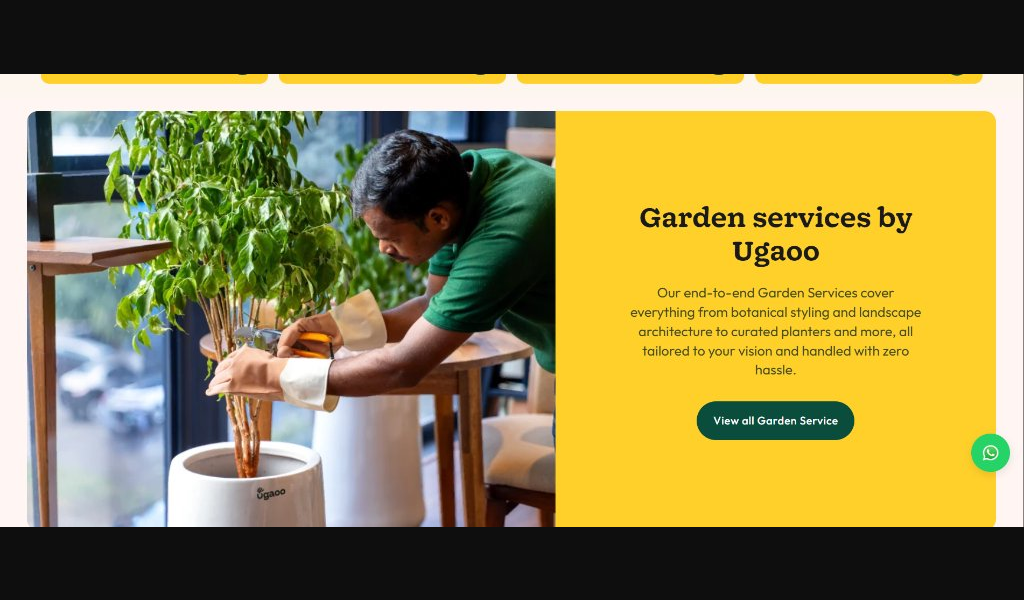 Garden services by
Ugaoo
Our end-to-end Garden Services cover
everything from botanical styling and landscape
architecture to curated planters and more, all
tailored to your vision and handled with zero
hassle.
View all Garden Service
Ugaoo